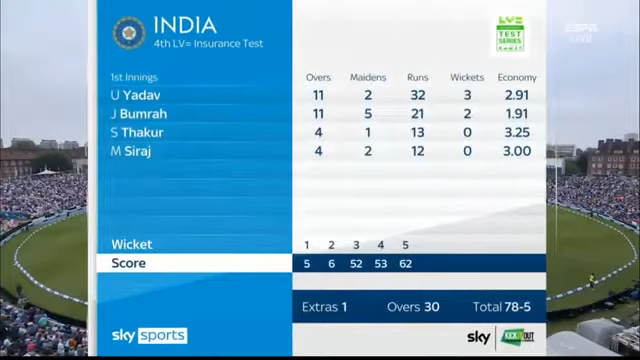 INDIA
4th LV= Insurance Test
LV=
TEST
SERIES
ESPN
LIVE
1st Innings Overs Maidens Runs Wickets Economy
U Yadav 11 2 32 3 2.91
J Bumrah 11 5 21 2 1.91
S Thakur 4 1 13 0 3.25
M Siraj 4 2 12 0 3.00
Wicket 1 2 3 4 5
Score 5 6 52 53 62
Extras 1 Overs 30 Total 78-5
sky sports
sky